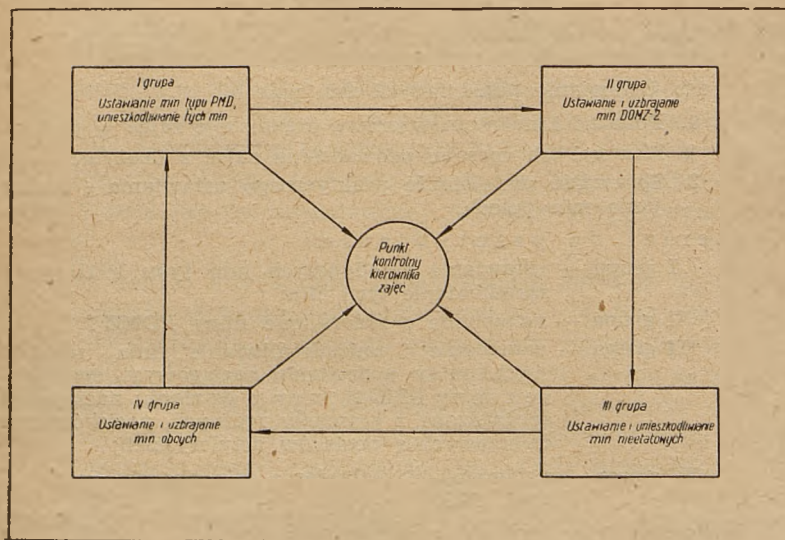 I grupa
Ustawianie min typu PMD,
unieszkodliwianie tych min
II grupa
Ustawianie i uzbrajanie
min DOMZ-2
Punkt
kontrolny
kierownika
zajęć
IV grupa
Ustawianie i uzbrajanie
min obcych
III grupa
Ustawianie i unieszkodliwianie
min nieetatowych